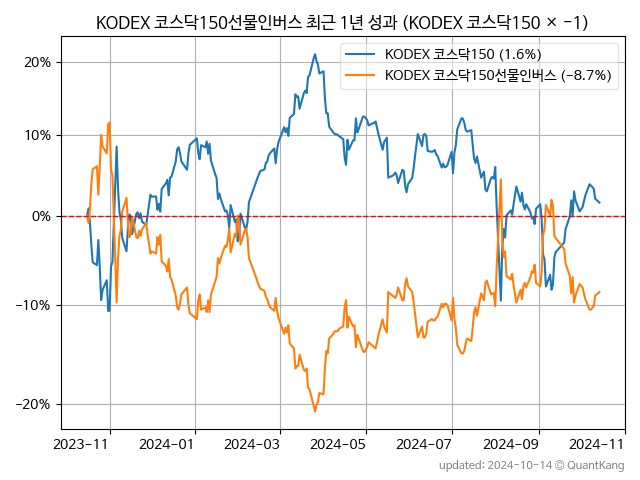 KODEX 코스닥150선물인버스 최근 1년 성과 (KODEX 코스닥150 × −1)
KODEX 코스닥150 (1.6%)
KODEX 코스닥150선물인버스 (−8.7%)
20%
10%
0%
−10%
−20%
2023-11 2024-01 2024-03 2024-05 2024-07 2024-09 2024-11
updated: 2024-10-14 © QuantKang